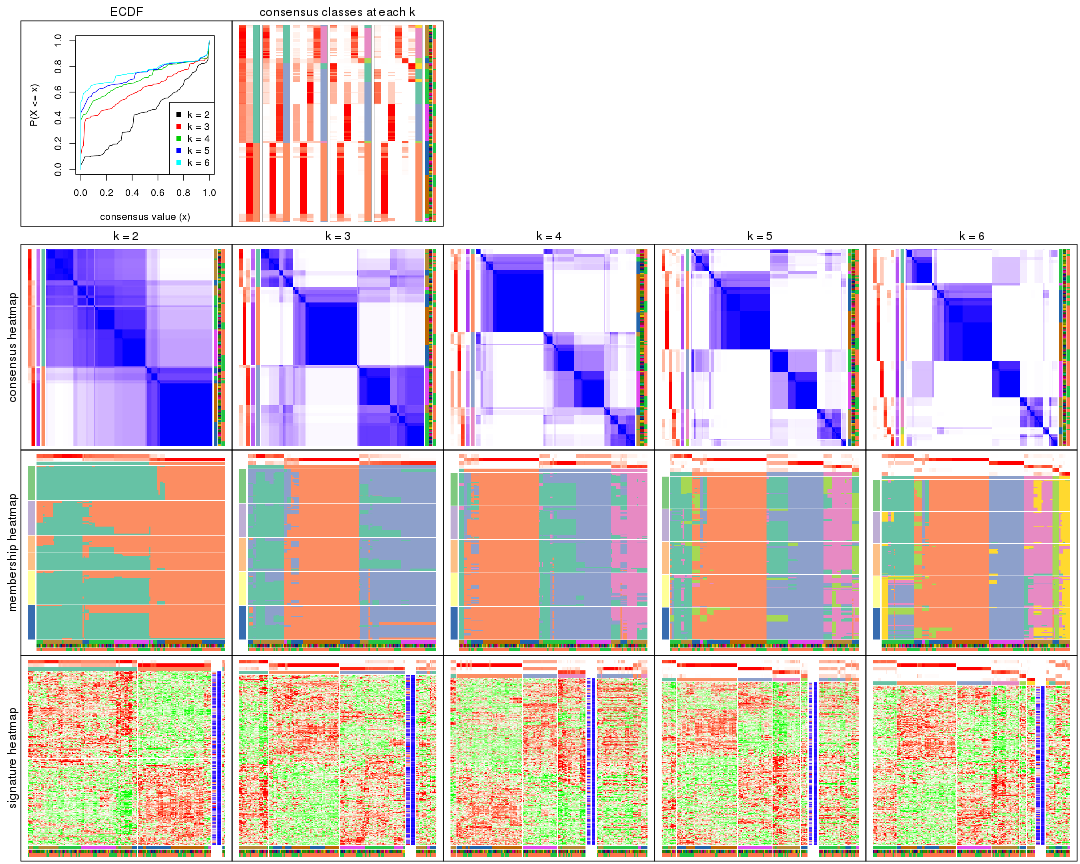 ECDF
consensus classes at each k
P(X <= x)
0.0 0.2 0.4 0.6 0.8 1.0
k = 2
k = 3
k = 4
k = 5
k = 6
0.0 0.2 0.4 0.6 0.8 1.0
consensus value (x)
k = 2
k = 3
k = 4
k = 5
k = 6
consensus heatmap
membership heatmap
signature heatmap